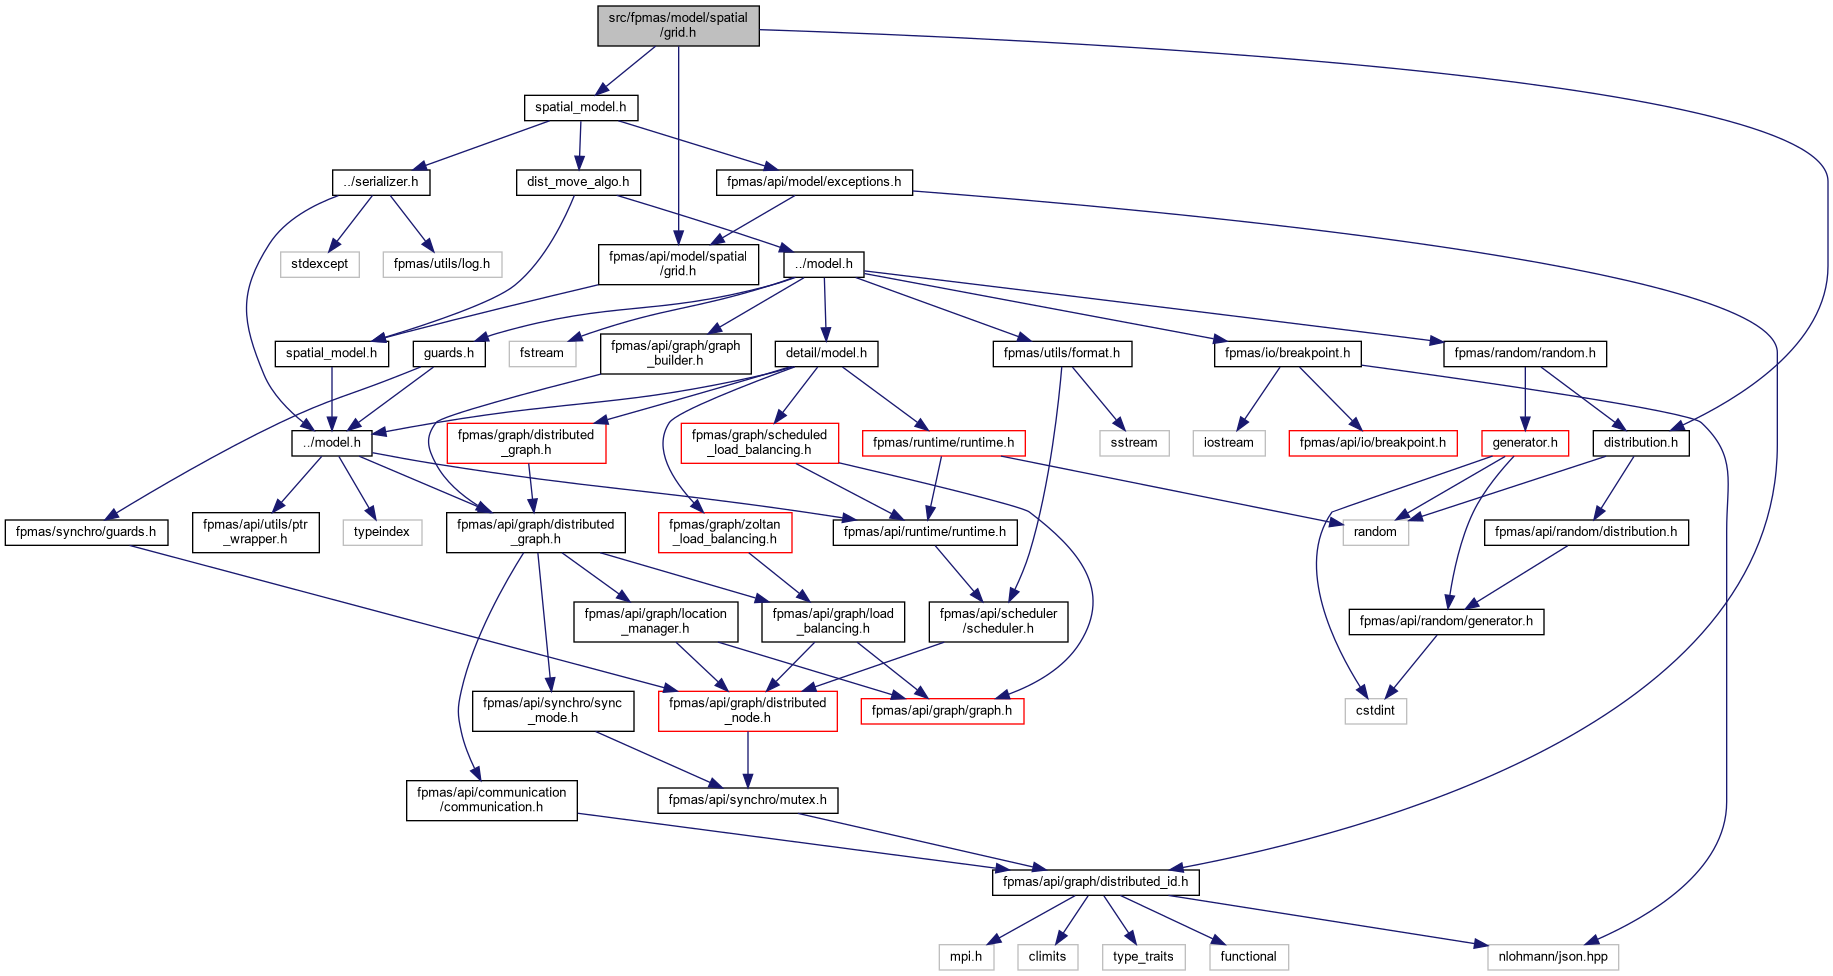 src/fpmas/model/spatial
/grid.h
spatial_model.h
../serializer.h
dist_move_algo.h
fpmas/api/model/exceptions.h
stdexcept
fpmas/utils/log.h
fpmas/api/model/spatial
/grid.h
../model.h
spatial_model.h
guards.h
fstream
fpmas/api/graph/graph
_builder.h
detail/model.h
fpmas/utils/format.h
fpmas/io/breakpoint.h
fpmas/random/random.h
../model.h
fpmas/graph/distributed
_graph.h
fpmas/graph/scheduled
_load_balancing.h
fpmas/runtime/runtime.h
sstream
iostream
fpmas/api/io/breakpoint.h
generator.h
distribution.h
fpmas/synchro/guards.h
fpmas/api/utils/ptr
_wrapper.h
typeindex
fpmas/api/graph/distributed
_graph.h
fpmas/graph/zoltan
_load_balancing.h
fpmas/api/runtime/runtime.h
random
fpmas/api/random/distribution.h
fpmas/api/graph/location
_manager.h
fpmas/api/graph/load
_balancing.h
fpmas/api/scheduler
/scheduler.h
fpmas/api/random/generator.h
fpmas/api/synchro/sync
_mode.h
fpmas/api/graph/distributed
_node.h
fpmas/api/graph/graph.h
cstdint
fpmas/api/communication
/communication.h
fpmas/api/synchro/mutex.h
fpmas/api/graph/distributed_id.h
mpi.h
climits
type_traits
functional
nlohmann/json.hpp